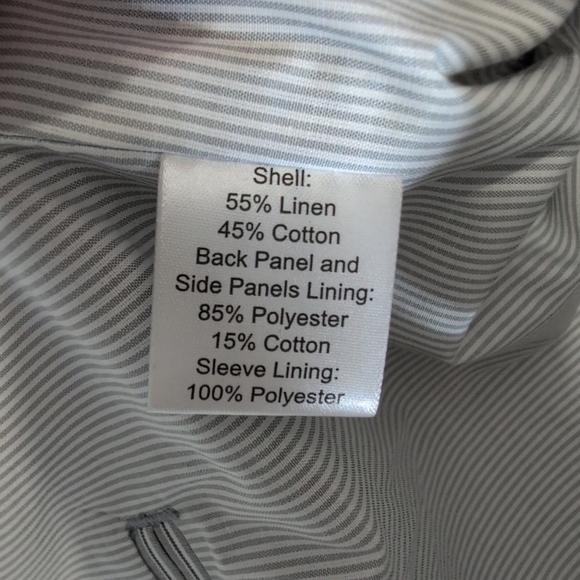 Shell:
55% Linen
45% Cotton
Back Panel and
Side Panels Lining:
85% Polyester
15% Cotton
Sleeve Lining:
100% Polyester